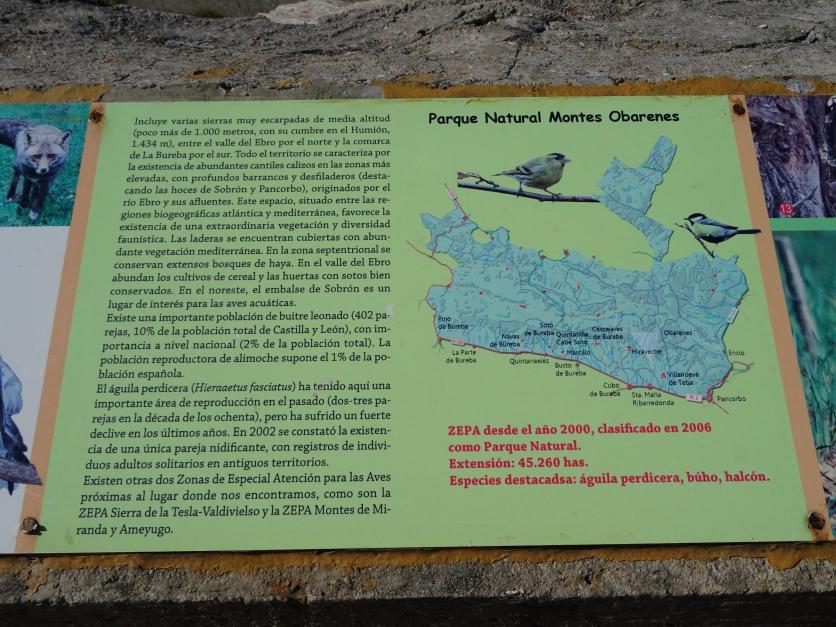 Incluye varias sierras muy escarpadas de media altitud
(poco más de 1.000 metros, con su cumbre en el Humión,
1.434 m), entre el valle del Ebro por el norte y la comarca
de La Bureba por el sur. Todo el territorio se caracteriza por
la existencia de abundantes cantiles calizos en las zonas más
elevadas, con profundos barrancos y desfiladeros (desta-
cando las hoces de Sobrón y Pancorbo), originados por el
río Ebro y sus afluentes. Este espacio, situado entre las re-
giones biogeográficas atlántica y mediterránea, favorece la
existencia de una extraordinaria vegetación y diversidad
faunística. Las laderas se encuentran cubiertas con abun-
dante vegetación mediterránea. En la zona septentrional se
conservan extensos bosques de haya. En el valle del Ebro
abundan los cultivos de cereal y las huertas con sotos bien
conservados. En el noreste, el embalse de Sobrón es un
lugar de interés para las aves acuáticas.
Existe una importante población de buitre leonado (402 pa-
rejas, 10% de la población total de Castilla y León), con im-
portancia a nivel nacional (2% de la población total). La
población reproductora de alimoche supone el 1% de la po-
blación española.
El águila perdicera (Hieraaetus fasciatus) ha tenido aquí una
importante área de reproducción en el pasado (dos-tres pa-
rejas en la década de los ochenta), pero ha sufrido un fuerte
declive en los últimos años. En 2002 se constató la existen-
cia de una única pareja nidificante, con registros de indivi-
duos adultos solitarios en antiguos territorios.
Existen otras dos Zonas de Especial Atención para las Aves
próximas al lugar donde nos encontramos, como son la
ZEPA Sierra de la Tesla-Valdivielso y la ZEPA Montes de Mi-
randa y Ameyugo.
Parque Natural Montes Obarenes
13
Pino
de Bureba
La Parte
de Bureba
Navas
de Bureba
Quintanaélez
Soto
de Bureba
Quintanilla
Cabe Soto
Marcillo
Busto
de Bureba
Cascajares
de Bureba
Miraveche
Obarenes
Cubo
de Bureba
Sta. María
Ribarredonda
Villanueva
de Teba
Encío
N-1
Pancorbo
ZEPA desde el año 2000, clasificado en 2006
como Parque Natural.
Extensión: 45.260 has.
Especies destacadsa: águila perdicera, búho, halcón.